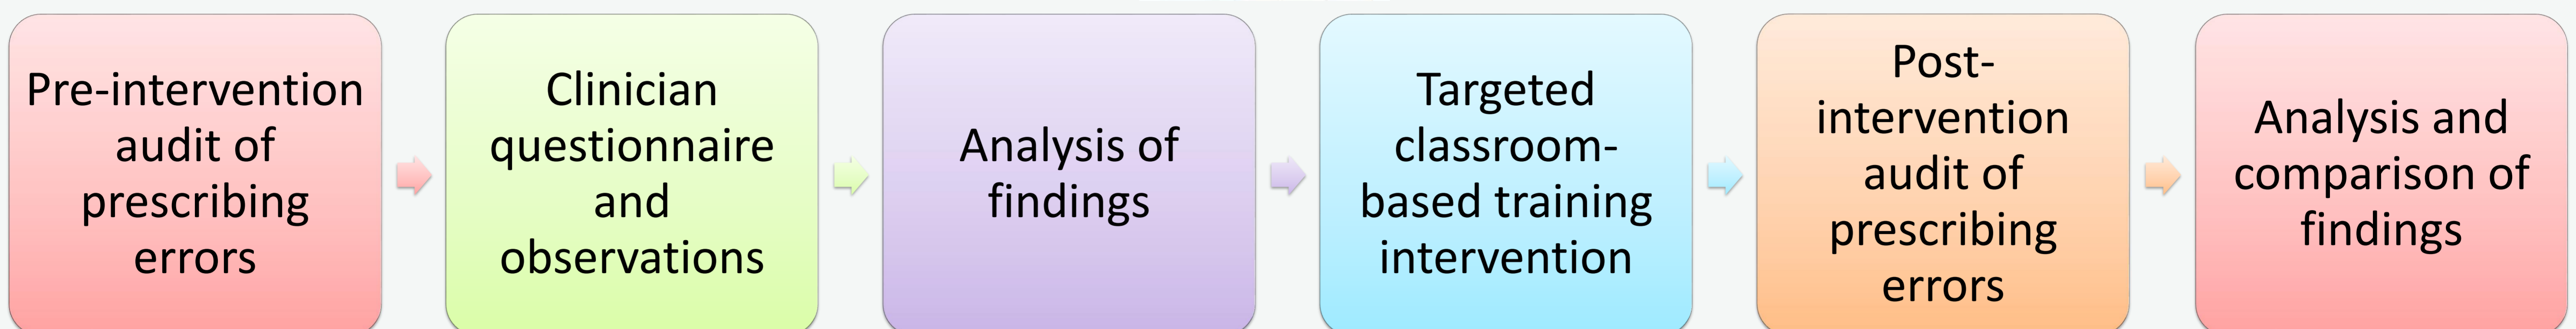 Pre-intervention
audit of
prescribing
errors
Clinician
questionnaire
and
observations
Analysis of
findings
Targeted
classroom-
based training
intervention
Post-
intervention
audit of
prescribing
errors
Analysis and
comparison of
findings